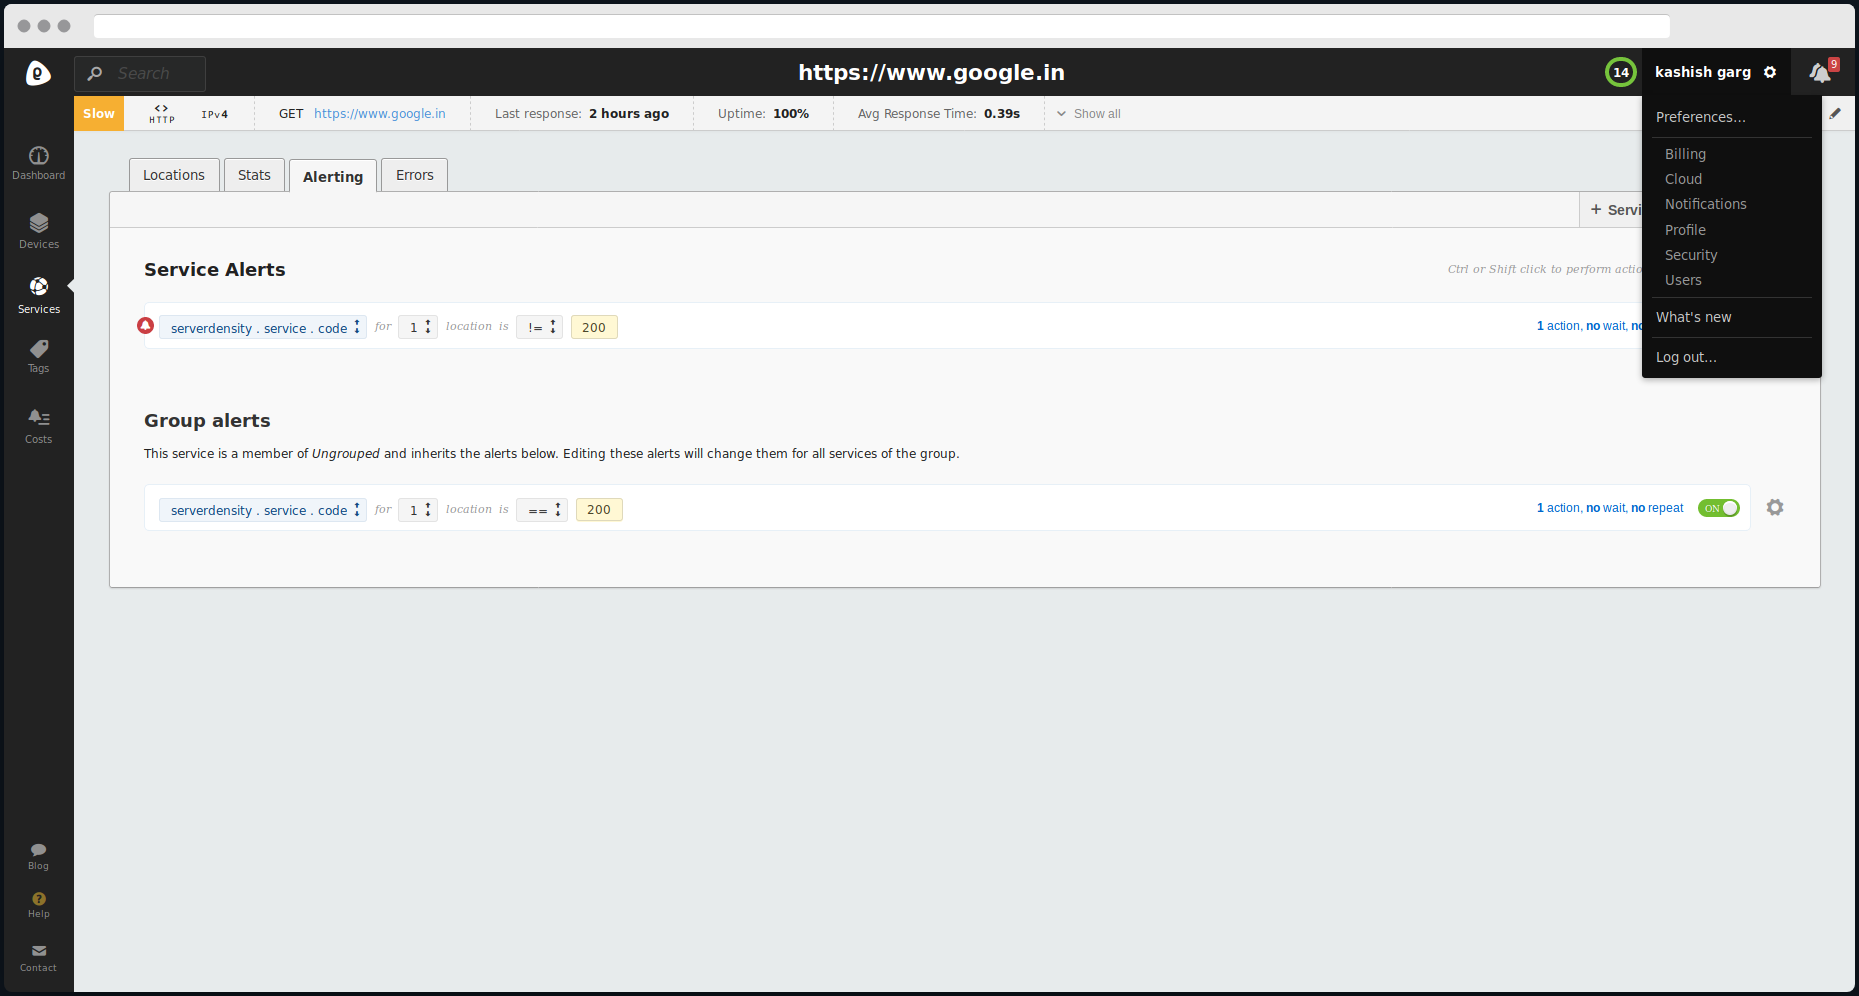 Search
https://www.google.in
14
kashish garg
9
Slow
<> HTTP
IPv4
GET https://www.google.in
Last response: 2 hours ago
Uptime: 100%
Avg Response Time: 0.39s
Show all
Preferences...
Billing
Cloud
Notifications
Profile
Security
Users
What's new
Log out...
Dashboard
Devices
Services
Tags
Costs
Blog
Help
Contact
Locations
Stats
Alerting
Errors
+ Servi
Service Alerts
Ctrl or Shift click to perform actio
serverdensity . service . code for 1 location is != 200
1 action, no wait, no
Group alerts
This service is a member of Ungrouped and inherits the alerts below. Editing these alerts will change them for all services of the group.
serverdensity . service . code for 1 location is == 200
1 action, no wait, no repeat
ON